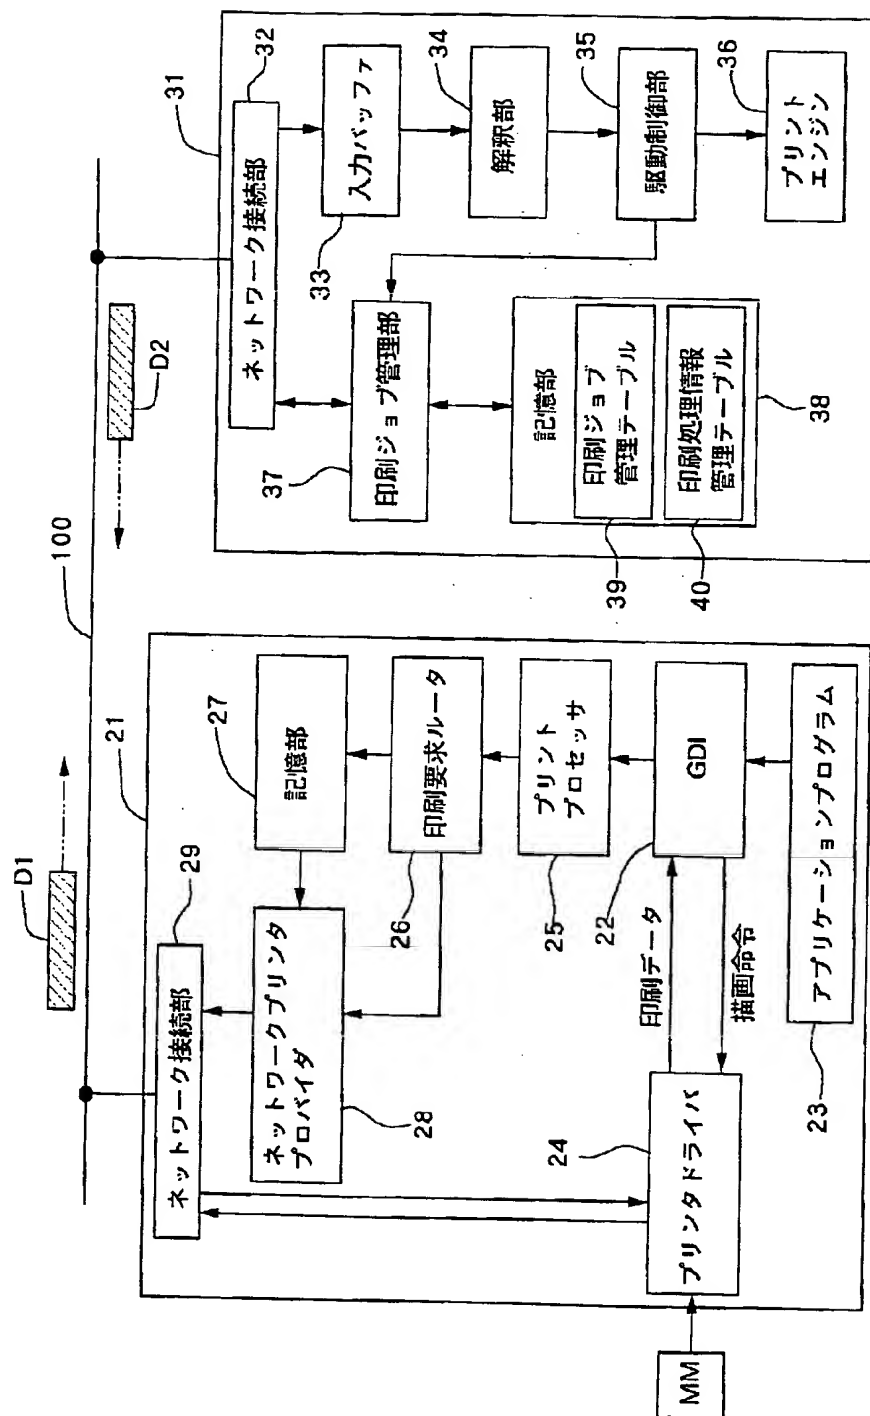 D1
D2
100
21
29
ネットワーク接続部
27
記憶部
ネットワークプリンタ
プロバイダ
28
印刷要求ルータ
26
プリント
プロセッサ
25
印刷データ
22
GDI
描画命令
24
プリンタドライバ
アプリケーションプログラム
23
MM
31
32
ネットワーク接続部
入力バッファ
33
34
解釈部
35
駆動制御部
36
プリント
エンジン
37
印刷ジョブ管理部
記憶部
印刷ジョブ
管理テーブル
39
印刷処理情報
管理テーブル
40
38